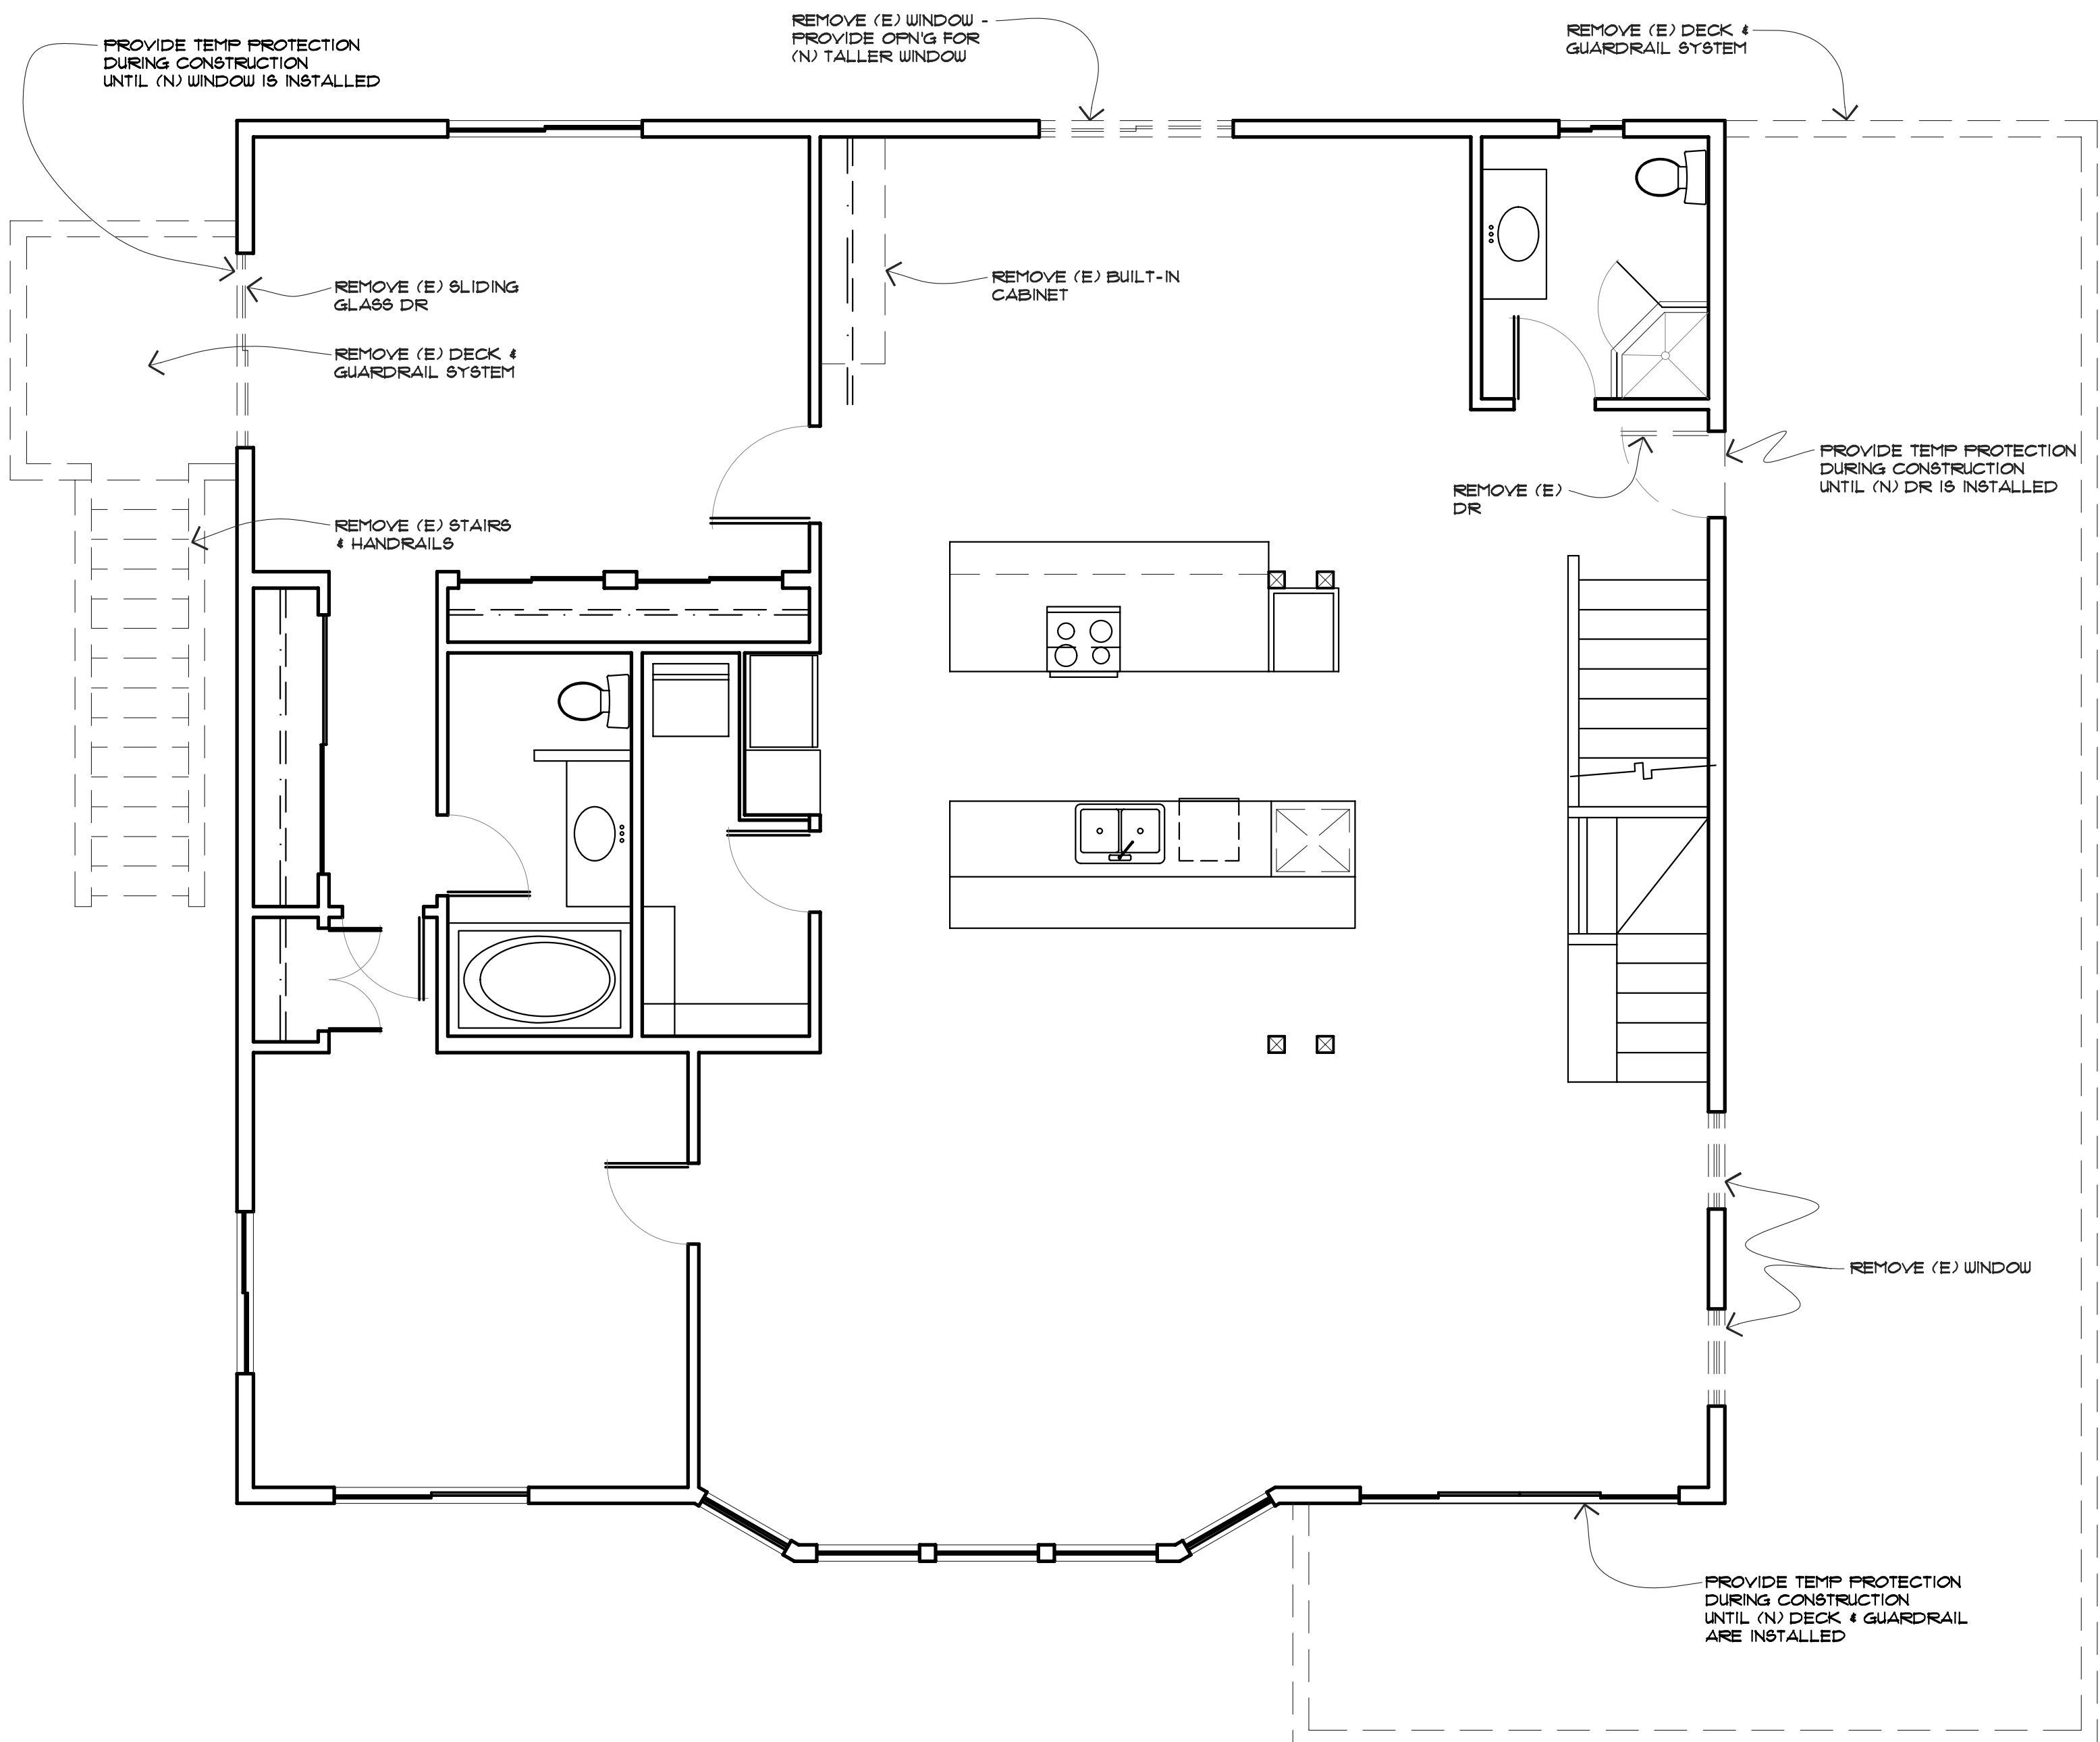 REMOVE (E) WINDOW -
PROVIDE OPN'G FOR
(N) TALLER WINDOW
REMOVE (E) DECK &
GUARDRAIL SYSTEM
PROVIDE TEMP PROTECTION
DURING CONSTRUCTION
UNTIL (N) WINDOW IS INSTALLED
REMOVE (E) SLIDING
GLASS DR
REMOVE (E) BUILT-IN
CABINET
REMOVE (E) DECK &
GUARDRAIL SYSTEM
PROVIDE TEMP PROTECTION
DURING CONSTRUCTION
UNTIL (N) DR IS INSTALLED
REMOVE (E)
DR
REMOVE (E) STAIRS
& HANDRAILS
REMOVE (E) WINDOW
PROVIDE TEMP PROTECTION
DURING CONSTRUCTION
UNTIL (N) DECK & GUARDRAIL
ARE INSTALLED